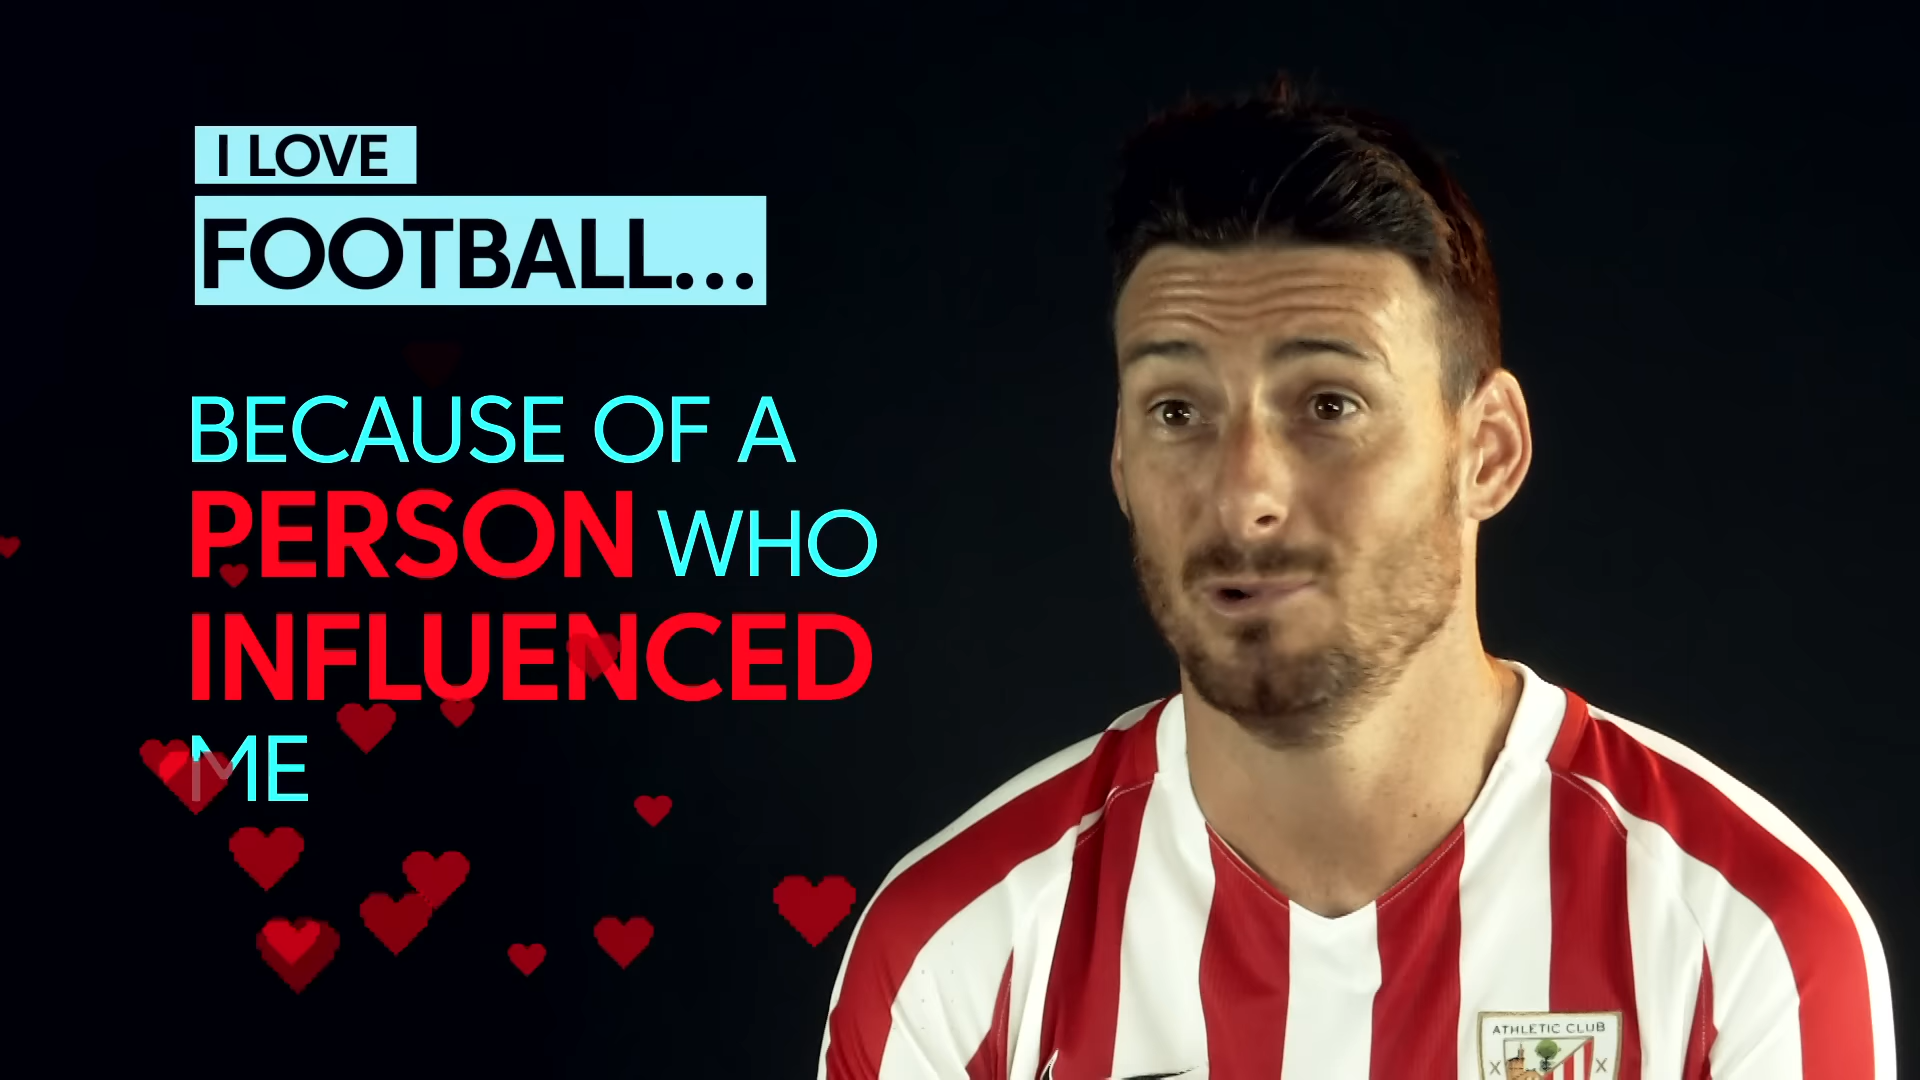 I LOVE
FOOTBALL...
BECAUSE OF A
PERSON WHO
INFLUENCED
ME
ATHLETIC CLUB
X X